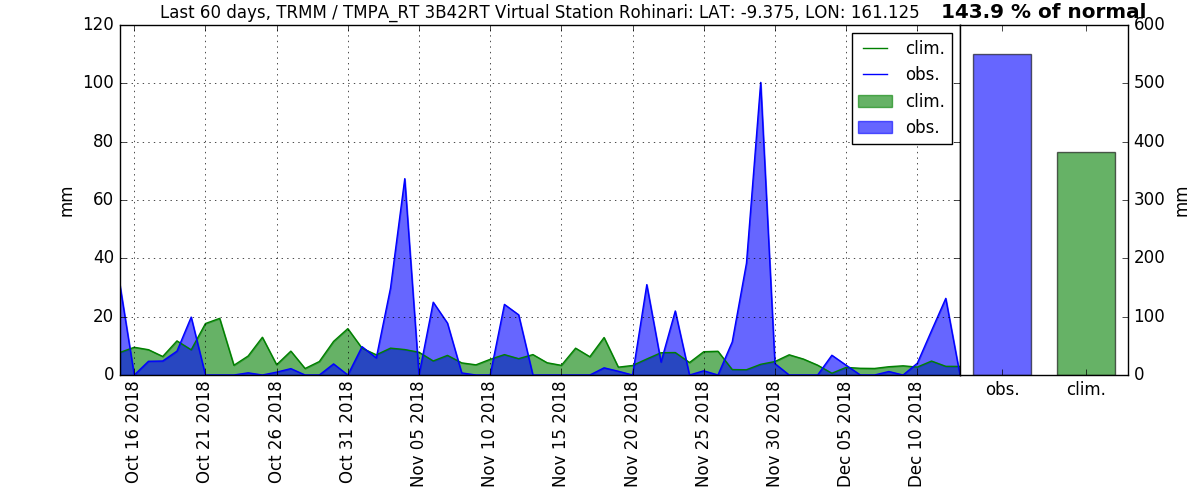 Last 60 days, TRMM / TMPA_RT 3B42RT Virtual Station Rohinari: LAT: -9.375, LON: 161.125
143.9 % of normal
120
100
80
60
40
20
0
mm
clim.
obs.
clim.
obs.
600
500
400
300
200
100
0
mm
Oct 16 2018
Oct 21 2018
Oct 26 2018
Oct 31 2018
Nov 05 2018
Nov 10 2018
Nov 15 2018
Nov 20 2018
Nov 25 2018
Nov 30 2018
Dec 05 2018
Dec 10 2018
obs.
clim.